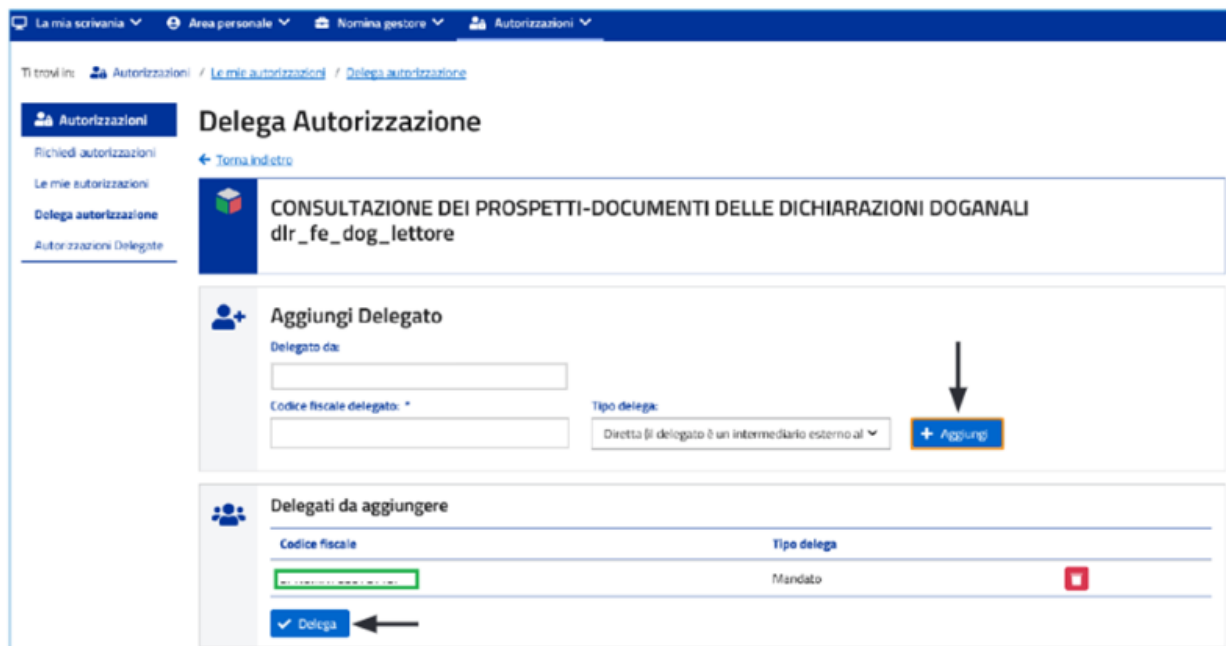 La mia scrivania Area personale Nomina gestore Autorizzazioni
Ti trovi in: Autorizzazioni / Le mie autorizzazioni / Delega autorizzazione
Autorizzazioni
Richiedi autorizzazioni
Le mie autorizzazioni
Delega autorizzazione
Autorizzazioni Delegate
Delega Autorizzazione
Torna indietro
CONSULTAZIONE DEI PROSPETTI-DOCUMENTI DELLE DICHIARAZIONI DOGANALI
dlr_fe_dog_lettore
Aggiungi Delegato
Delegato da:
Codice fiscale delegato: * Tipo delega:
Diretta (il delegato è un intermediario esterno al
+ Aggiungi
Delegati da aggiungere
Codice fiscale Tipo delega
Mandato
Delega